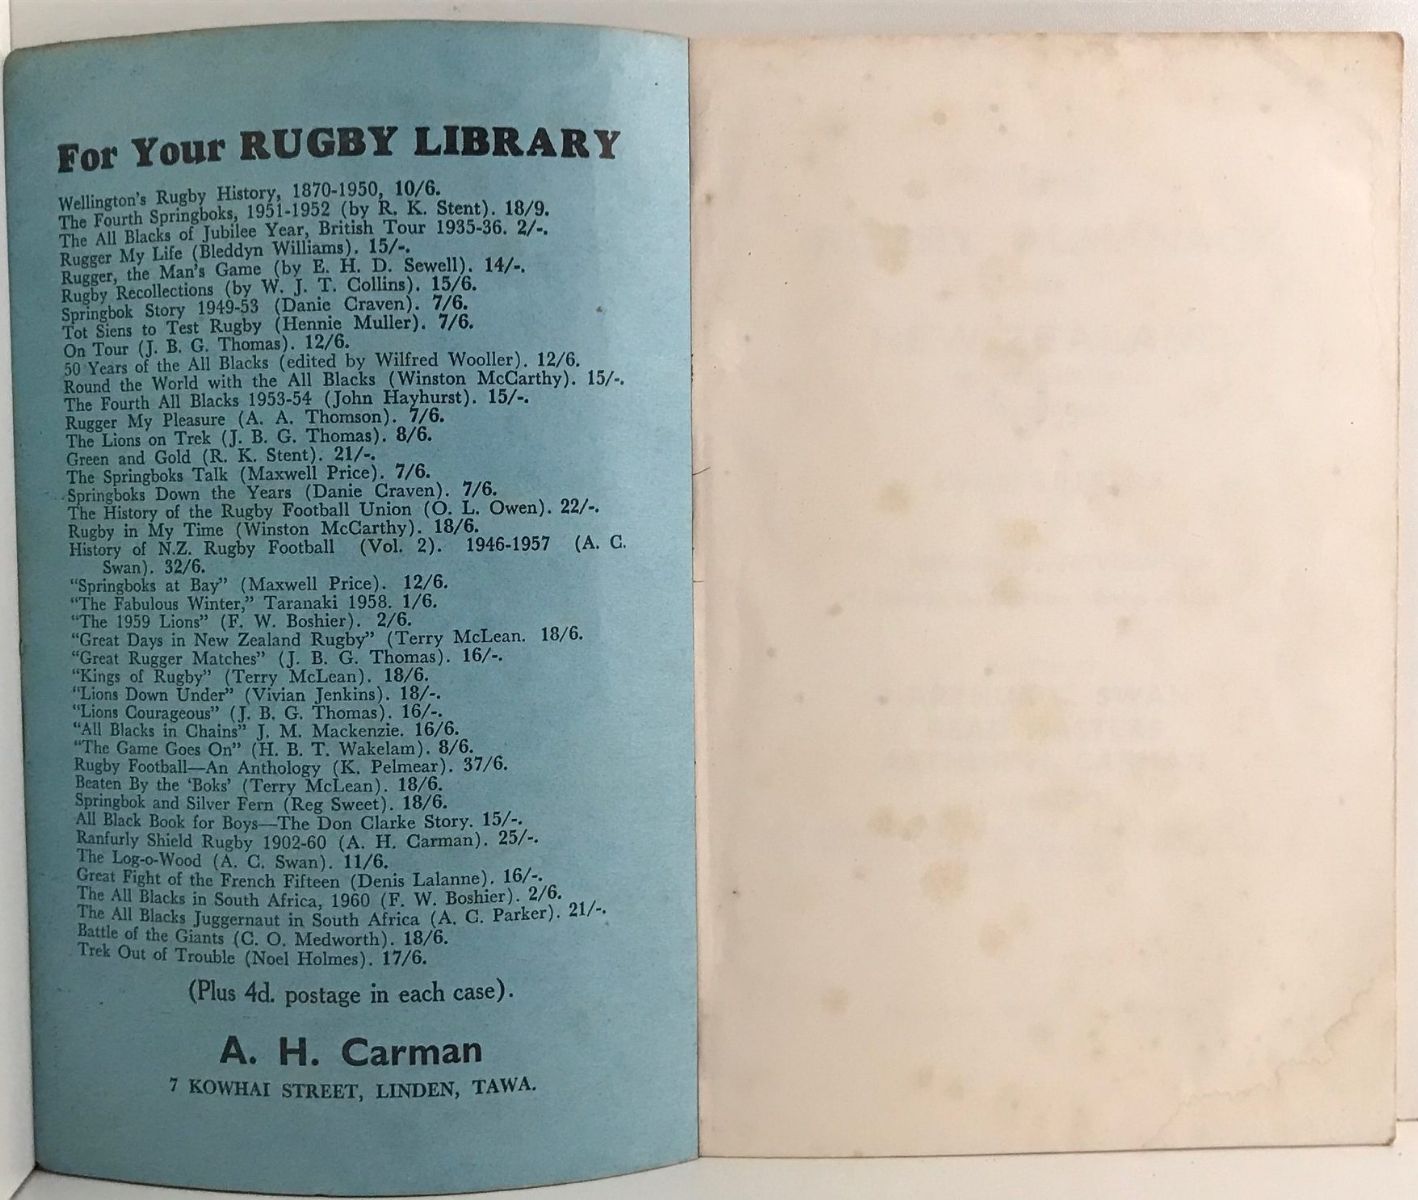 For Your RUGBY LIBRARY
Wellington's Rugby History, 1870-1950, 10/6.
The Fourth Springboks, 1951-1952 (by R. K. Stent). 18/9.
The All Blacks of Jubilee Year, British Tour 1935-36. 2/-.
Rugger My Life (Bleddyn Williams). 15/-.
Rugger, the Man's Game (by E. H. D. Sewell). 14/-.
Rugby Recollections (by W. J. T. Collins). 15/6.
Springbok Story 1949-53 (Danie Craven). 7/6.
Tot Siens to Test Rugby (Hennie Muller). 7/6.
On Tour (J. B. G. Thomas). 12/6.
50 Years of the All Blacks (edited by Wilfred Wooller). 12/6.
Round the World with the All Blacks (Winston McCarthy). 15/-.
The Fourth All Blacks 1953-54 (John Hayhurst). 15/-.
Rugger My Pleasure (A. A. Thomson). 7/6.
The Lions on Trek (J. B. G. Thomas). 8/6.
Green and Gold (R. K. Stent). 21/-.
The Springboks Talk (Maxwell Price). 7/6.
Springboks Down the Years (Danie Craven). 7/6.
The History of the Rugby Football Union (O. L. Owen). 22/-.
Rugby in My Time (Winston McCarthy). 18/6.
History of N.Z. Rugby Football (Vol. 2). 1946-1957 (A. C.
Swan). 32/6.
"Springboks at Bay" (Maxwell Price). 12/6.
"The Fabulous Winter," Taranaki 1958. 1/6.
"The 1959 Lions" (F. W. Boshier). 2/6.
"Great Days in New Zealand Rugby" (Terry McLean. 18/6.
"Great Rugger Matches" (J. B. G. Thomas). 16/-.
"Kings of Rugby" (Terry McLean). 18/6.
"Lions Down Under" (Vivian Jenkins). 18/-.
"Lions Courageous" (J. B. G. Thomas). 16/-.
"All Blacks in Chains" J. M. Mackenzie. 16/6.
"The Game Goes On" (H. B. T. Wakelam). 8/6.
Rugby Football—An Anthology (K. Pelmear). 37/6.
Beaten By the 'Boks' (Terry McLean). 18/6.
Springbok and Silver Fern (Reg Sweet). 18/6.
All Black Book for Boys—The Don Clarke Story. 15/-.
Ranfurly Shield Rugby 1902-60 (A. H. Carman). 25/-.
The Log-o-Wood (A. C. Swan). 11/6.
Great Fight of the French Fifteen (Denis Lalanne). 16/-.
The All Blacks in South Africa, 1960 (F. W. Boshier). 2/6.
The All Blacks Juggernaut in South Africa (A. C. Parker). 21/-.
Battle of the Giants (C. O. Medworth). 18/6.
Trek Out of Trouble (Noel Holmes). 17/6.
(Plus 4d. postage in each case).
A. H. Carman
7 KOWHAI STREET, LINDEN, TAWA.